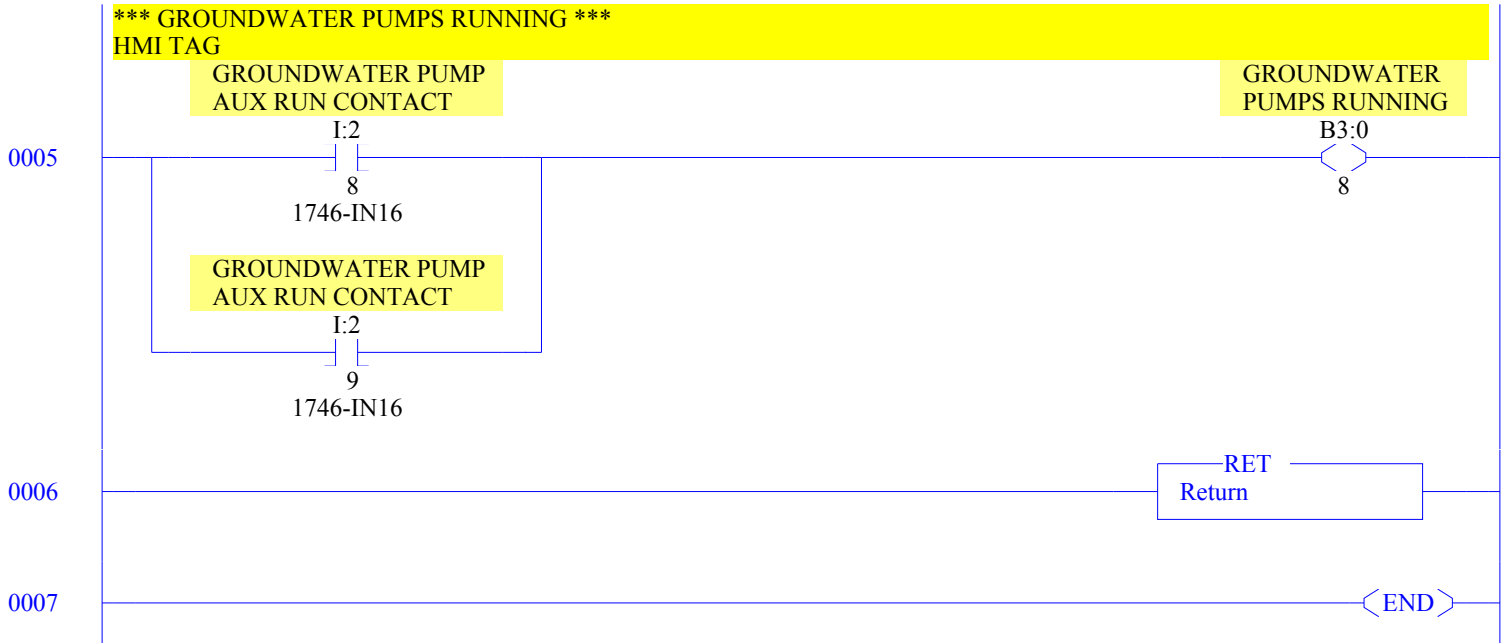 *** GROUNDWATER PUMPS RUNNING ***
HMI TAG
GROUNDWATER PUMP
AUX RUN CONTACT
I:2
8
1746-IN16
GROUNDWATER
PUMPS RUNNING
B3:0
8
0005
GROUNDWATER PUMP
AUX RUN CONTACT
I:2
9
1746-IN16
RET
Return
0006
0007
END